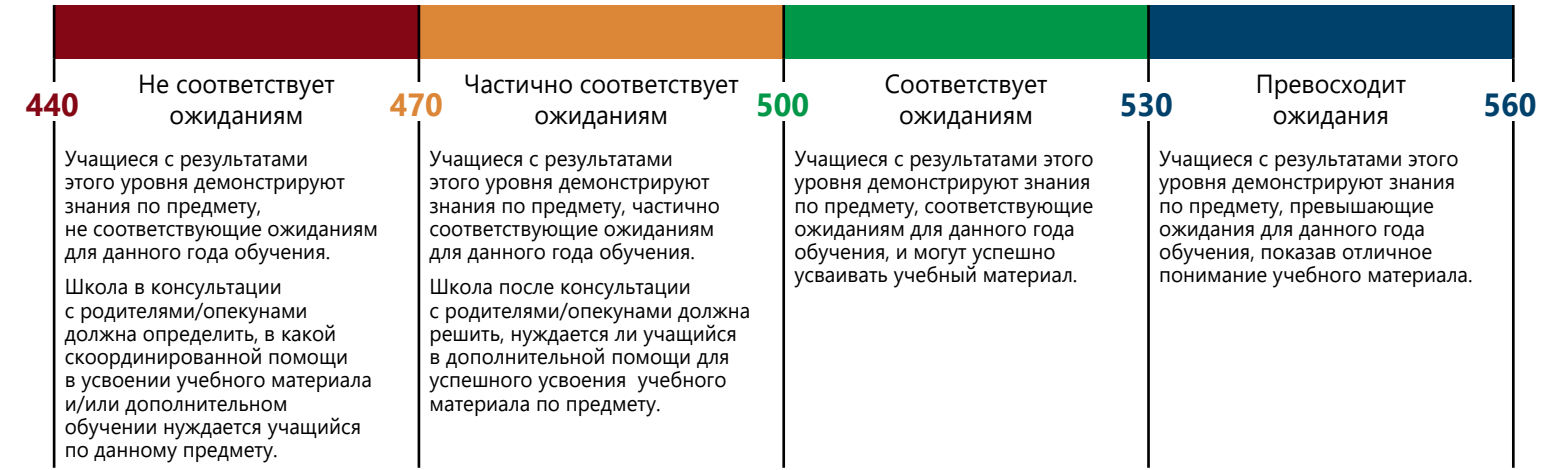 440
Не соответствует
ожиданиям
Учащиеся с результатами
этого уровня демонстрируют
знания по предмету,
не соответствующие ожиданиям
для данного года обучения.
Школа в консультации
с родителями/опекунами
должна определить, в какой
скоординированной помощи
в усвоении учебного материала
и/или дополнительном
обучении нуждается учащийся
по данному предмету.
470
Частично соответствует
ожиданиям
Учащиеся с результатами
этого уровня демонстрируют
знания по предмету, частично
соответствующие ожиданиям
для данного года обучения.
Школа после консультации
с родителями/опекунами должна
решить, нуждается ли учащийся
в дополнительной помощи для
успешного усвоения учебного
материала по предмету.
500
Соответствует
ожиданиям
Учащиеся с результатами этого
уровня демонстрируют знания
по предмету, соответствующие
ожиданиям для данного года
обучения, и могут успешно
усваивать учебный материал.
530
Превосходит
ожидания
Учащиеся с результатами этого
уровня демонстрируют знания
по предмету, превышающие
ожидания для данного года
обучения, показав отличное
понимание учебного материала.
560